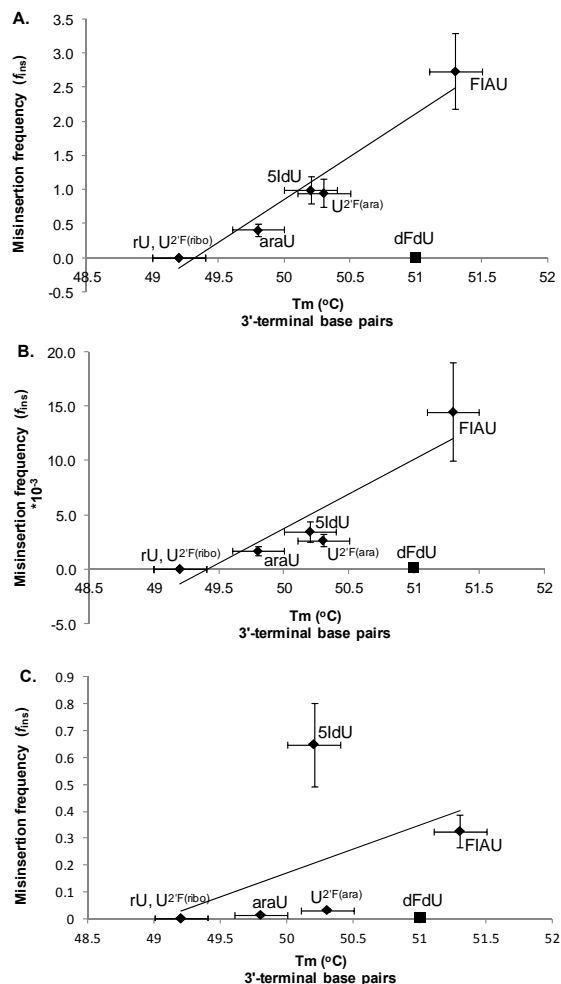 A.
Misinsertion frequency (fins)
3.5
3.0
2.5
2.0
1.5
1.0
0.5
0.0
-0.5
FIAU
5IdU
U2'F(ara)
araU
rU, U2'F(ribo)
dFdU
48.5 49 49.5 50 50.5 51 51.5 52
Tm (oC)
3'-terminal base pairs
B.
Misinsertion frequency (fins)
*10-3
20.0
15.0
10.0
5.0
0.0
-5.0
FIAU
5IdU
U2'F(ara)
araU
rU, U2'F(ribo)
dFdU
48.5 49 49.5 50 50.5 51 51.5 52
Tm (oC)
3'-terminal base pairs
C.
Misinsertion frequency (fins)
0.9
0.8
0.7
0.6
0.5
0.4
0.3
0.2
0.1
0
5IdU
FIAU
rU, U2'F(ribo)
araU
U2'F(ara)
dFdU
48.5 49 49.5 50 50.5 51 51.5 52
Tm (oC)
3'-terminal base pairs